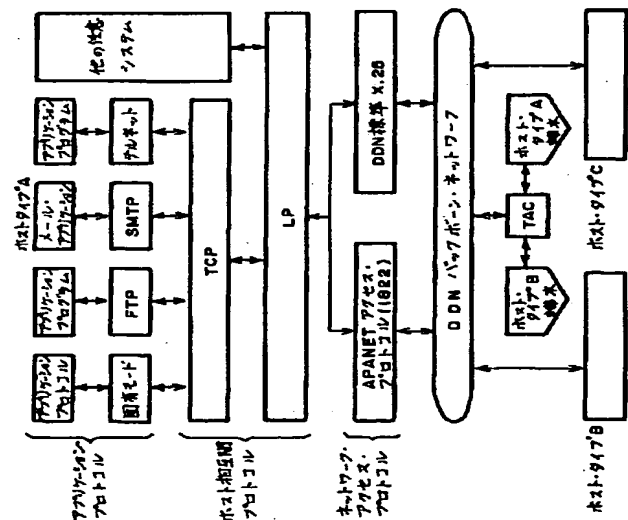 ホストタイプA
アプリケーション
プロトコル
アプリケーション
プログラム
メール・
アプリケーション
アプリケーション
プログラム
他の
システム
アプリケーション
プロトコル
固有モード
FTP
SMTP
テルネット
ホスト相互間
プロトコル
TCP
LP
ネットワーク・
アクセス・
プロトコル
APANET アクセス・
プロトコル(1822)
DDN標準 X.25
DDN バックボーン・ネットワーク
ホスト・
タイプB
端末
TAC
ホスト・
タイプA
端末
ホスト・タイプB
ホスト・タイプC